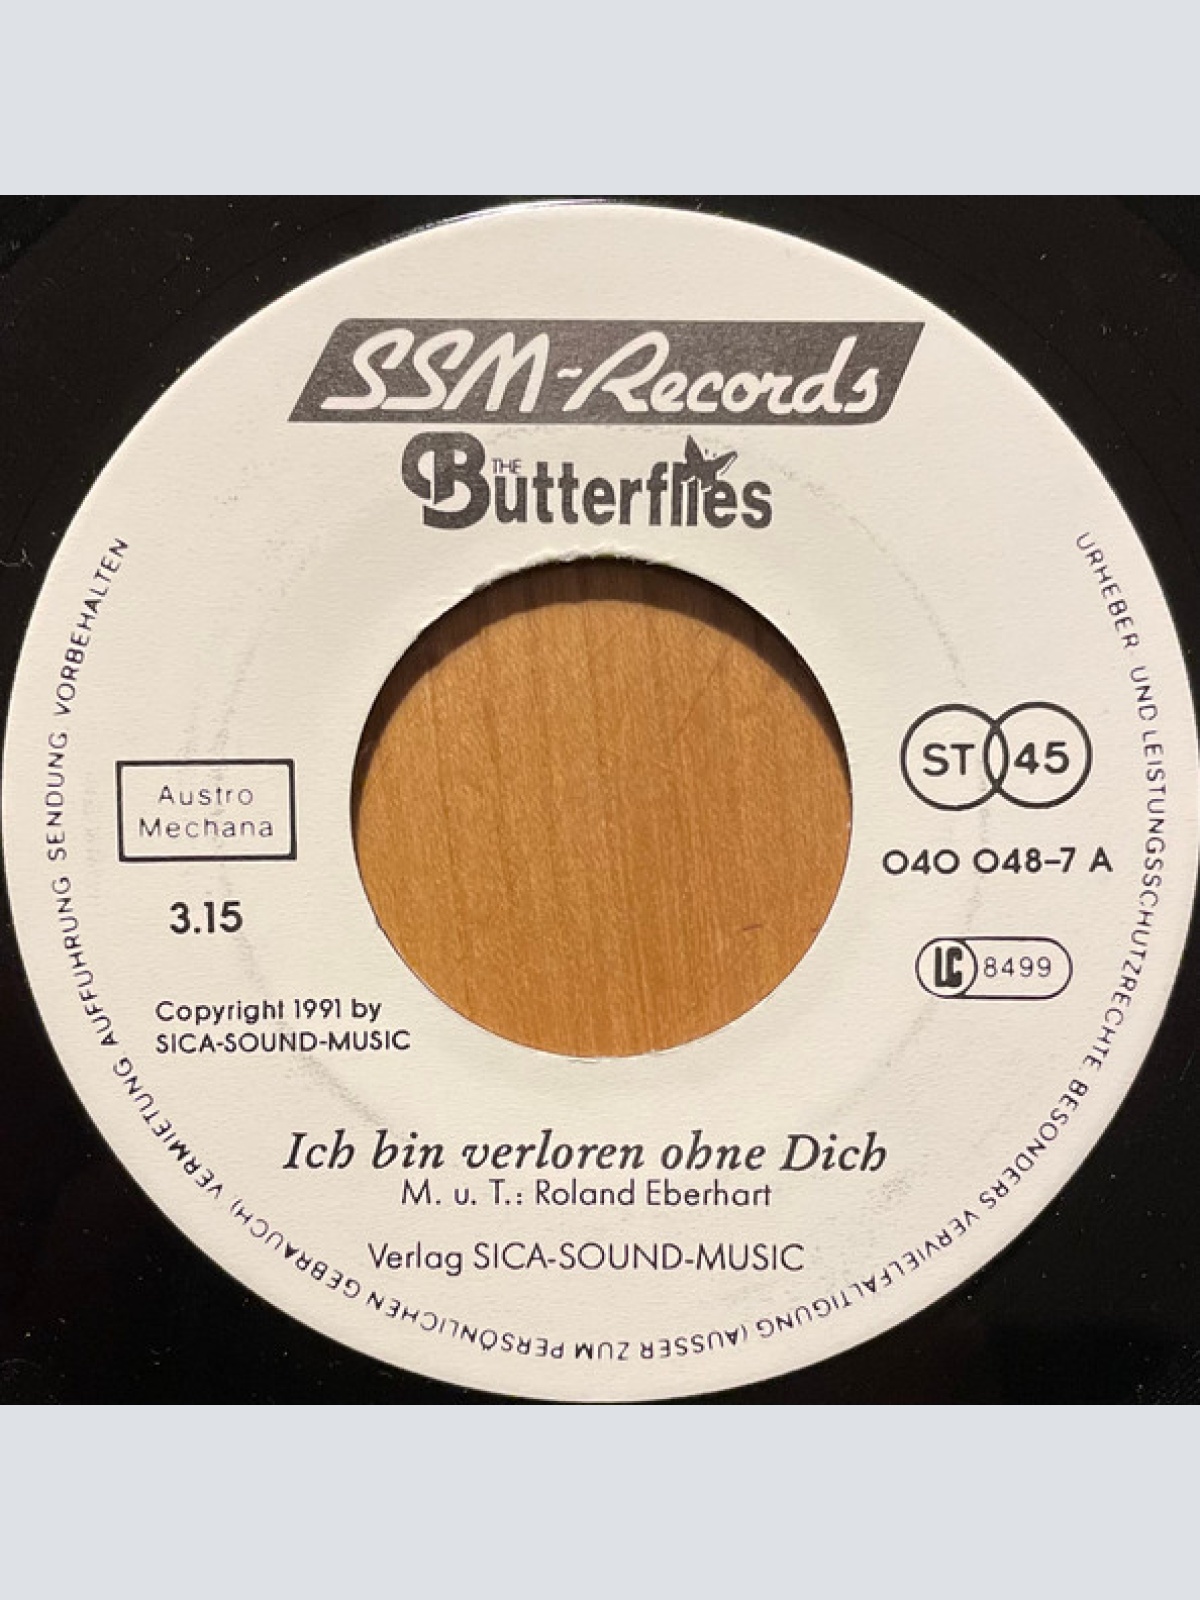 SSM-Records
THE Butterflies
ST 45
040 048-7 A
LC 8499
Austro
Mechana
3.15
Copyright 1991 by
SICA-SOUND-MUSIC
Ich bin verloren ohne Dich
M. u. T.: Roland Eberhart
Verlag SICA-SOUND-MUSIC
URHEBER UND LEISTUNGSSCHUTZRECHTE BESONDERS VERVIELFÄLTIGUNG (AUSSER ZUM PERSÖNLICHEN GEBRAUCH) VERMIETUNG AUFFÜHRUNG SENDUNG VORBEHALTEN